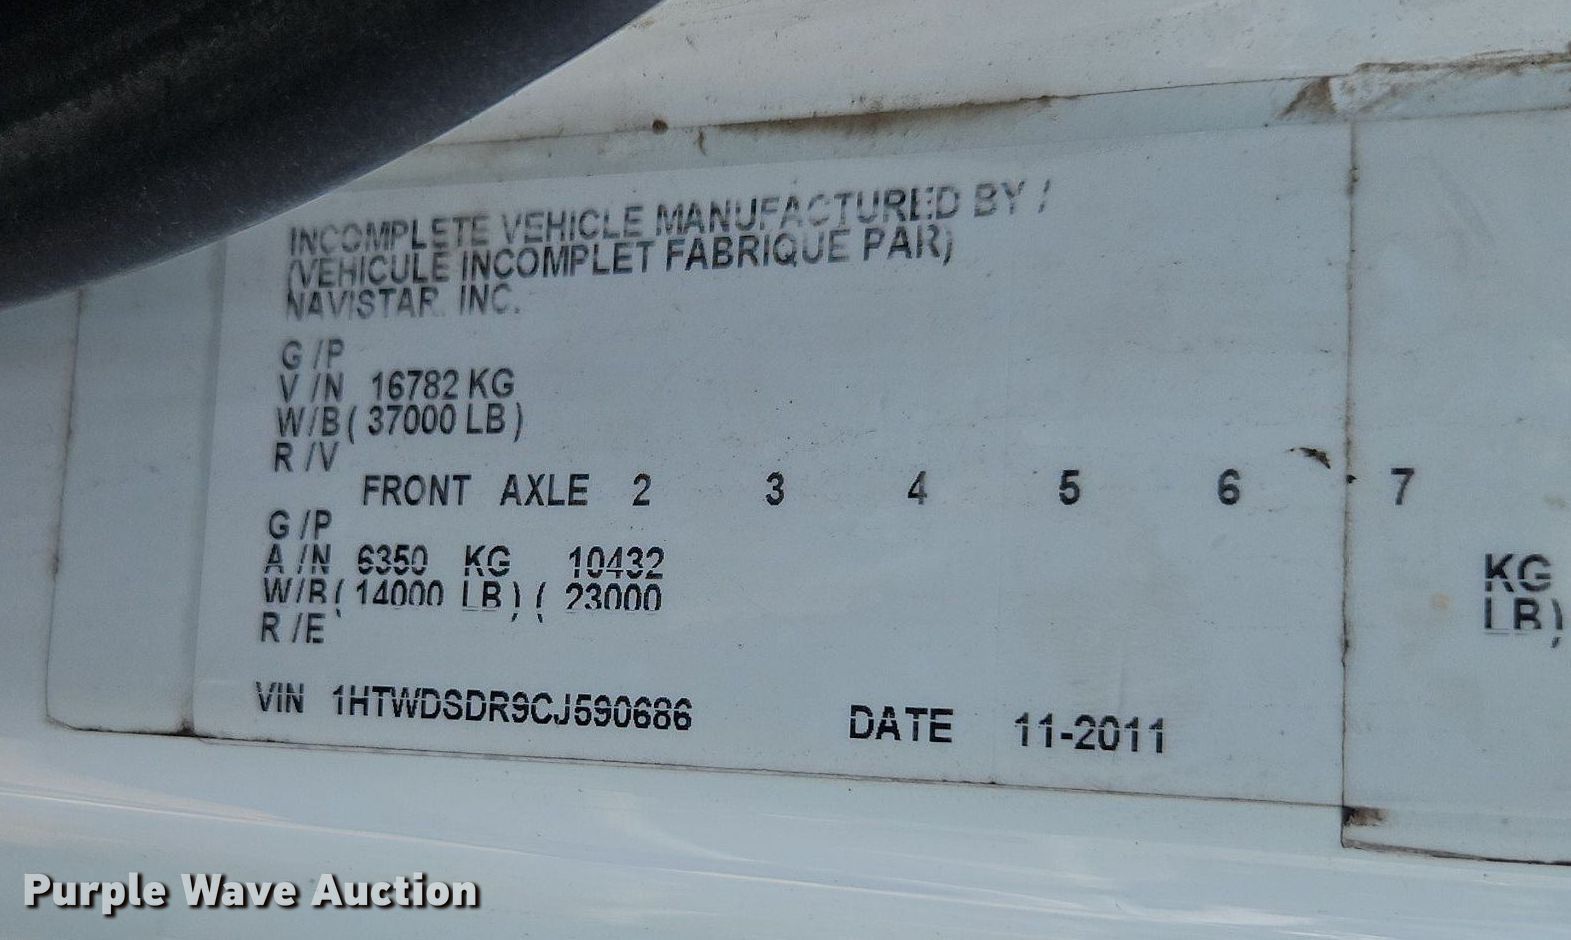 INCOMPLETE VEHICLE MANUFACTURED BY /
(VEHICULE INCOMPLET FABRIQUE PAR)
NAVISTAR, INC.
G /P
V /N 16782 KG
W/B ( 37000 LB )
R /V
FRONT AXLE 2 3 4 5 6 7
G /P
A /N 6350 KG 10432 KG
W/B ( 14000 LB ) ( 23000 LB )
R /E
VIN 1HTWDSDR9CJ590686 DATE 11-2011
Purple Wave Auction